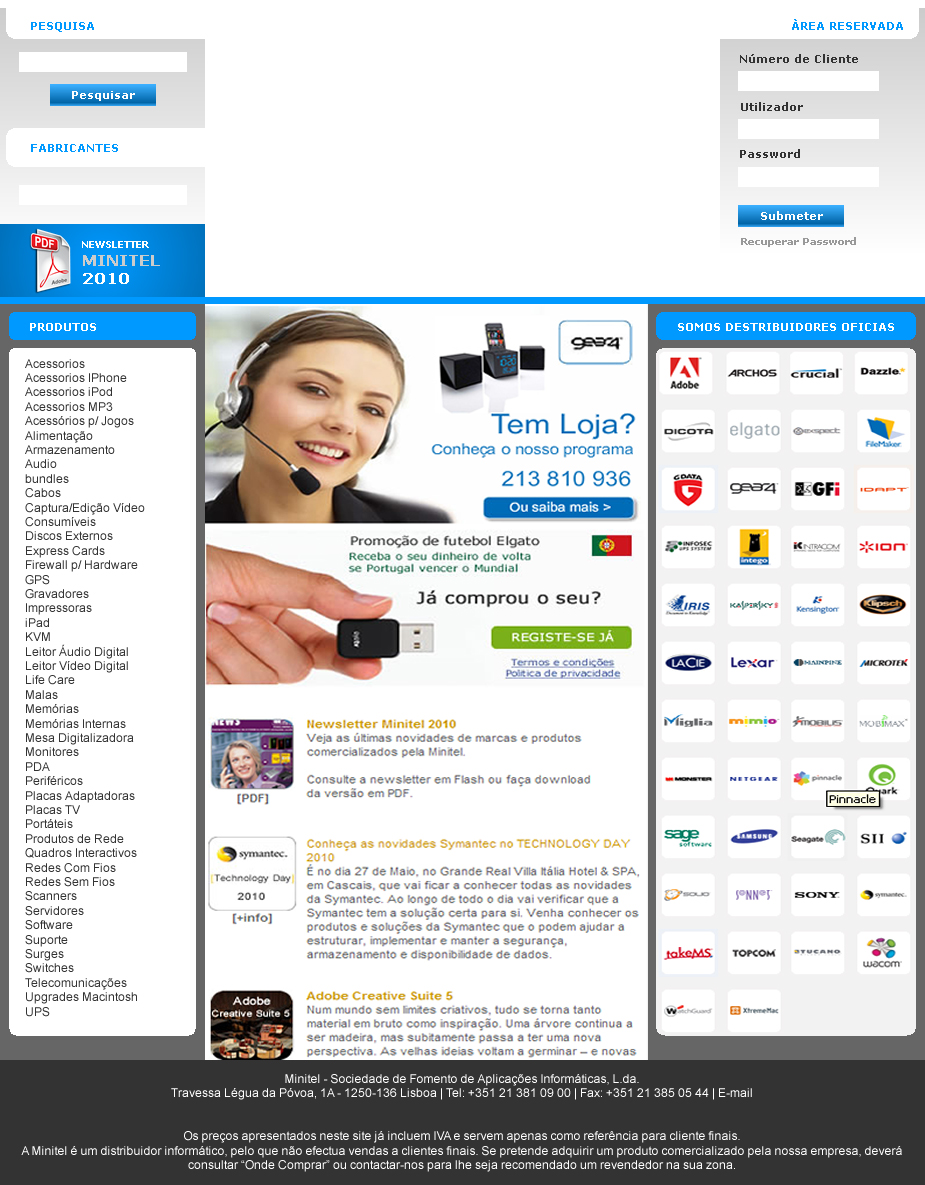 PESQUISA
ÀREA RESERVADA
Número de Cliente
Pesquisar
Utilizador
FABRICANTES
Password
Submeter
Recuperar Password
PDF
Adobe
NEWSLETTER
MINITEL
2010
PRODUTOS
Acessorios
Acessorios IPhone
Acessorios iPod
Acessorios MP3
Acessórios p/ Jogos
Alimentação
Armazenamento
Audio
bundles
Cabos
Captura/Edição Vídeo
Consumíveis
Discos Externos
Express Cards
Firewall p/ Hardware
GPS
Gravadores
Impressoras
iPad
KVM
Leitor Áudio Digital
Leitor Vídeo Digital
Life Care
Malas
Memórias
Memórias Internas
Mesa Digitalizadora
Monitores
PDA
Periféricos
Placas Adaptadoras
Placas TV
Portáteis
Produtos de Rede
Quadros Interactivos
Redes Com Fios
Redes Sem Fios
Scanners
Servidores
Software
Suporte
Surges
Switches
Telecomunicações
Upgrades Macintosh
UPS
gear4
Tem Loja?
Conheça o nosso programa
213 810 936
Ou saiba mais >
Promoção de futebol Elgato
Receba o seu dinheiro de volta
se Portugal vencer o Mundial
Já comprou o seu?
REGISTE-SE JÁ
Termos e condições
Politica de privacidade
NEWS
[PDF]
Newsletter Minitel 2010
Veja as últimas novidades de marcas e produtos
comercializados pela Minitel.
Consulte a newsletter em Flash ou faça download
da versão em PDF.
symantec.
Technology Day
2010
[+info]
Conheça as novidades Symantec no TECHNOLOGY DAY
2010
É no dia 27 de Maio, no Grande Real Villa Itália Hotel & SPA,
em Cascais, que vai ficar a conhecer todas as novidades
da Symantec. Ao longo de todo o dia vai verificar que a
Symantec tem a solução certa para si. Venha conhecer os
produtos e soluções da Symantec que o podem ajudar a
estruturar, implementar e manter a segurança,
armazenamento e disponibilidade de dados.
Adobe
Creative Suite 5
Adobe Creative Suite 5
Num mundo sem limites criativos, tudo se torna tanto
material em bruto como inspiração. Uma árvore continua a
ser madeira, mas subitamente passa a ter uma nova
perspectiva. As velhas ideias voltam a germinar – e novas
SOMOS DESTRIBUIDORES OFICIAS
Adobe ARCHOS crucial Dazzle
DICOTA elgato exspect FileMaker
G DATA gear4 GFi IDAPT
INFOSEC UPS SYSTEM intego INTRACOM XION
IRIS KASPERSKY Kensington Klipsch
LACIE Lexar MAINPINE MICROTEK
Miglia mimio MOBILIS MOBIMAX
MONSTER NETGEAR pinnacle Quark
Pinnacle
sage software SAMSUNG Seagate SII
SOLIO SONNOS SONY symantec.
takeMS TOPCOM TUCANO wacom
WatchGuard XtremeMac
Minitel - Sociedade de Fomento de Aplicações Informáticas, L.da.
Travessa Légua da Póvoa, 1A - 1250-136 Lisboa | Tel: +351 21 381 09 00 | Fax: +351 21 385 05 44 | E-mail
Os preços apresentados neste site já incluem IVA e servem apenas como referência para cliente finais.
A Minitel é um distribuidor informático, pelo que não efectua vendas a clientes finais. Se pretende adquirir um produto comercializado pela nossa empresa, deverá
consultar “Onde Comprar” ou contactar-nos para lhe seja recomendado um revendedor na sua zona.